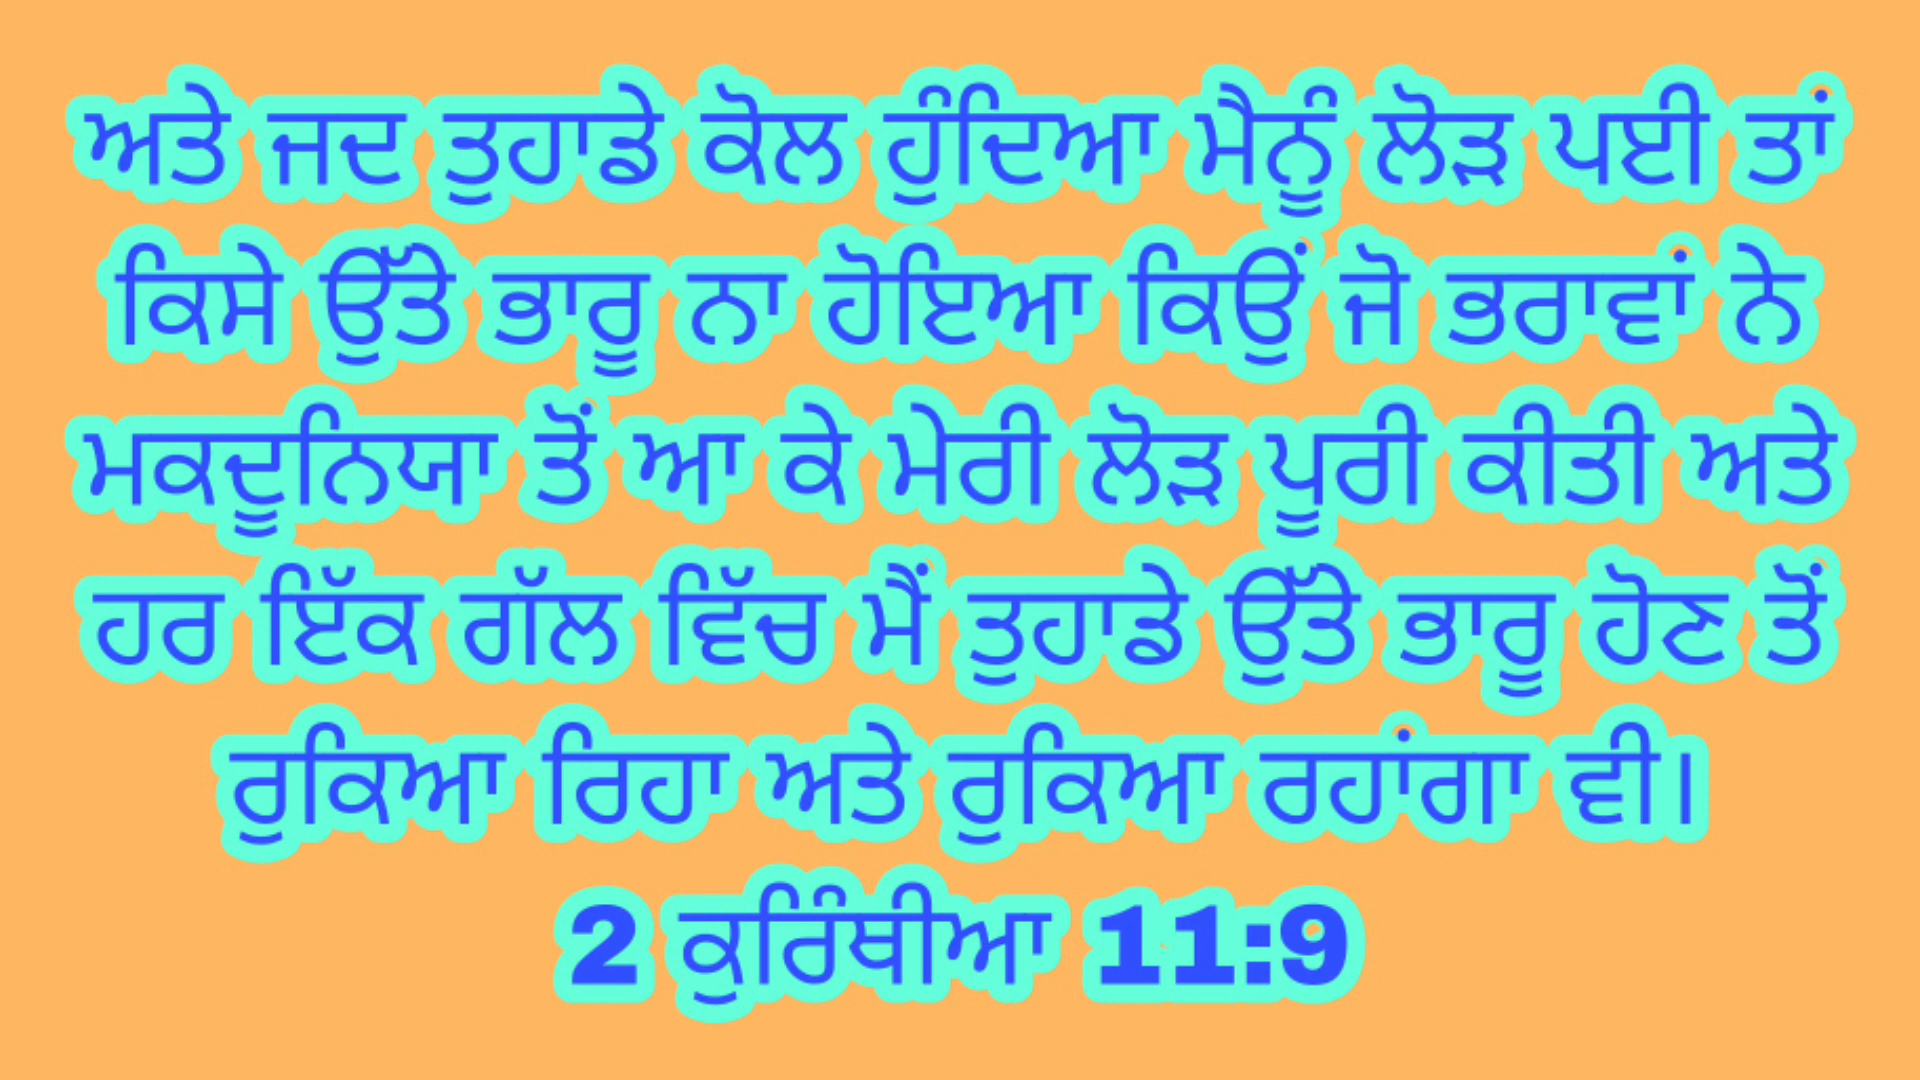 ਅਤੇ ਜਦ ਤੁਹਾਡੇ ਕੋਲ ਹੁੰਦਿਆ ਮੈਨੂੰ ਲੋੜ ਪਈ ਤਾਂ
ਕਿਸੇ ਉੱਤੇ ਭਾਰੂ ਨਾ ਹੋਇਆ ਕਿਉਂ ਜੋ ਭਰਾਵਾਂ ਨੇ
ਮਕਦੂਨਿਯਾ ਤੋਂ ਆ ਕੇ ਮੇਰੀ ਲੋੜ ਪੂਰੀ ਕੀਤੀ ਅਤੇ
ਹਰ ਇੱਕ ਗੱਲ ਵਿੱਚ ਮੈਂ ਤੁਹਾਡੇ ਉੱਤੇ ਭਾਰੂ ਹੋਣ ਤੋਂ
ਰੁਕਿਆ ਰਿਹਾ ਅਤੇ ਰੁਕਿਆ ਰਹਾਂਗਾ ਵੀ।
2 ਕੁਰਿੰਥੀਆ 11:9